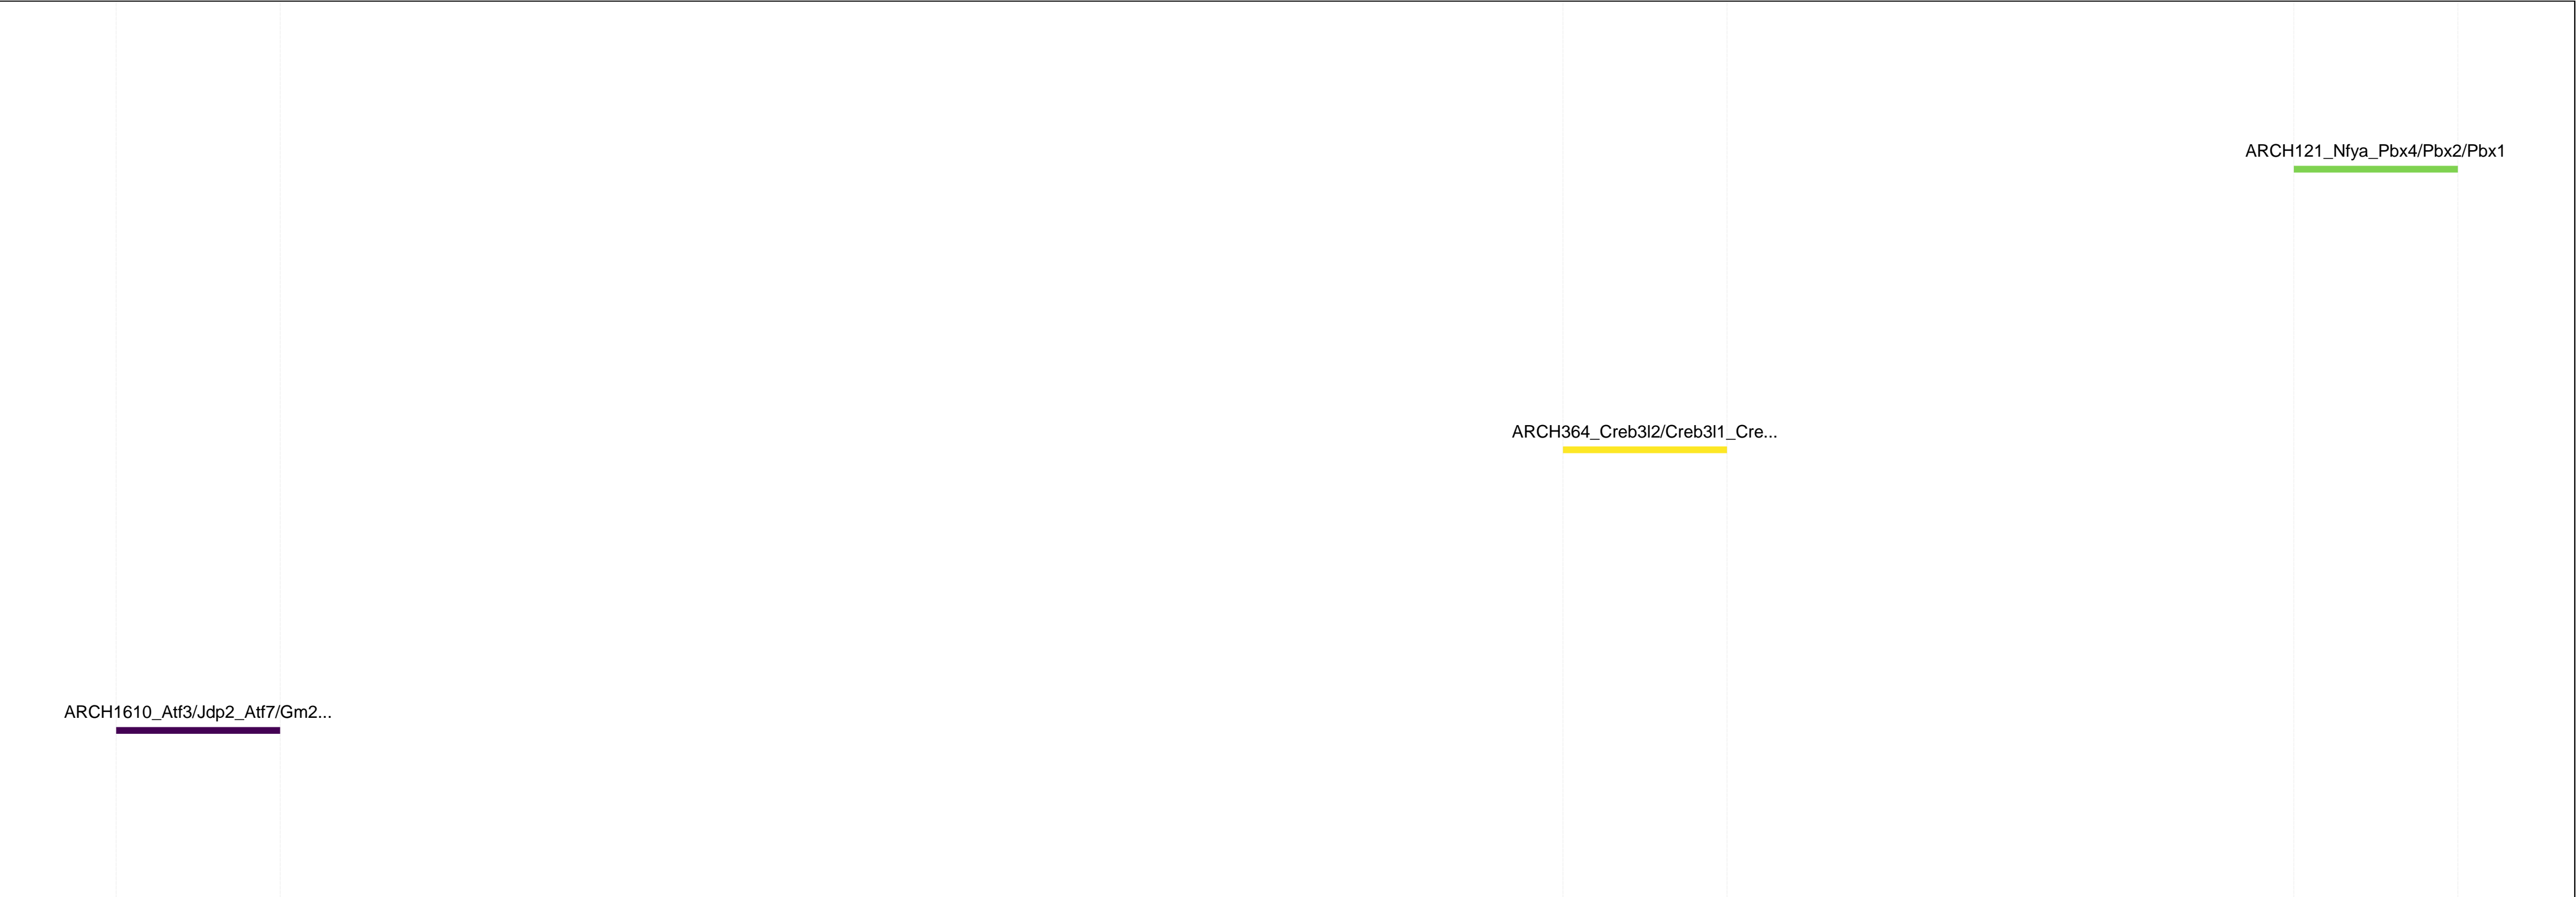 ARCH121_Nfya_Pbx4/Pbx2/Pbx1
ARCH364_Creb3l2/Creb3l1_Cre...
ARCH1610_Atf3/Jdp2_Atf7/Gm2...